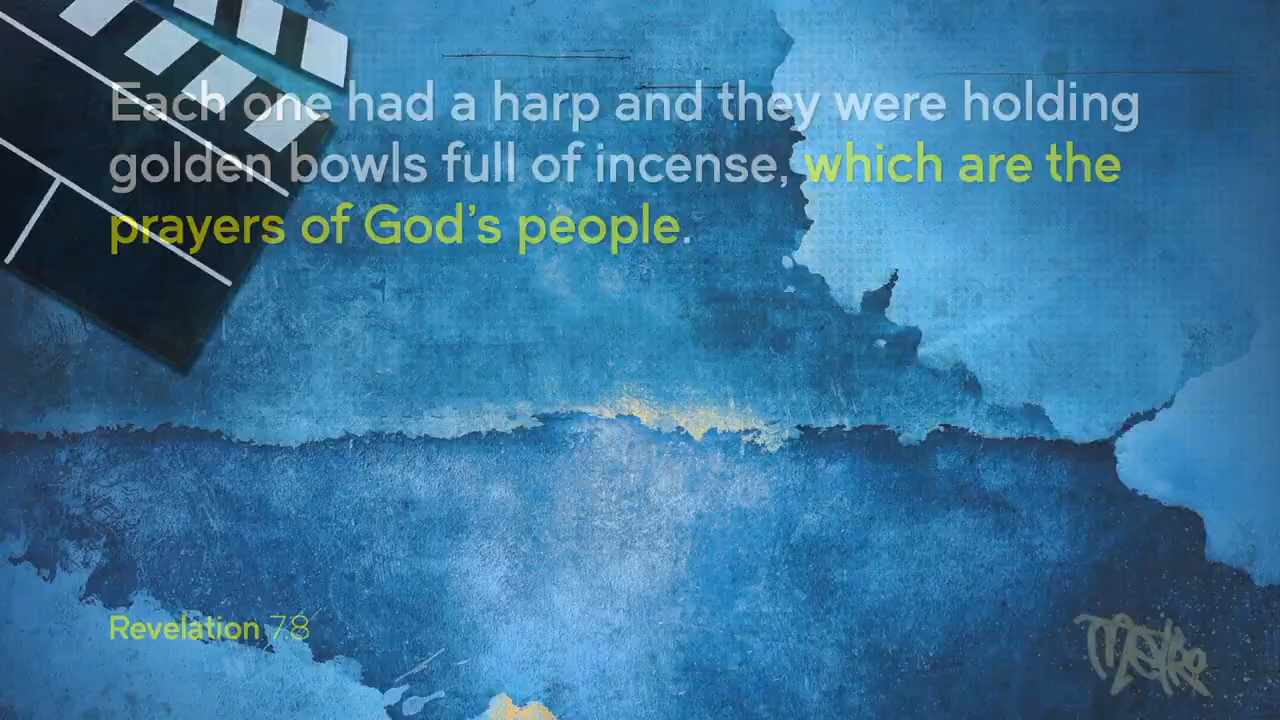 Each one had a harp and they were holding
golden bowls full of incense, which are the
prayers of God’s people.
Revelation 7:8